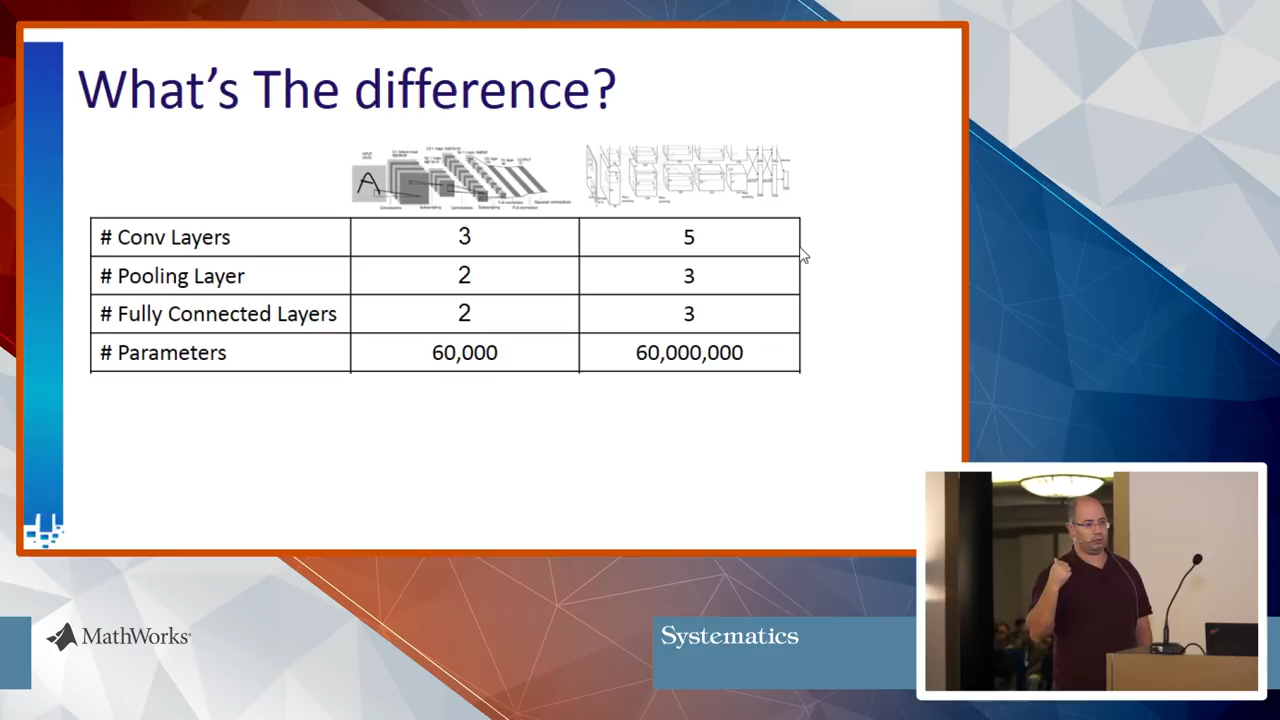 What's The difference?
A
# Conv Layers 3 5
# Pooling Layer 2 3
# Fully Connected Layers 2 3
# Parameters 60,000 60,000,000
MathWorks
Systematics